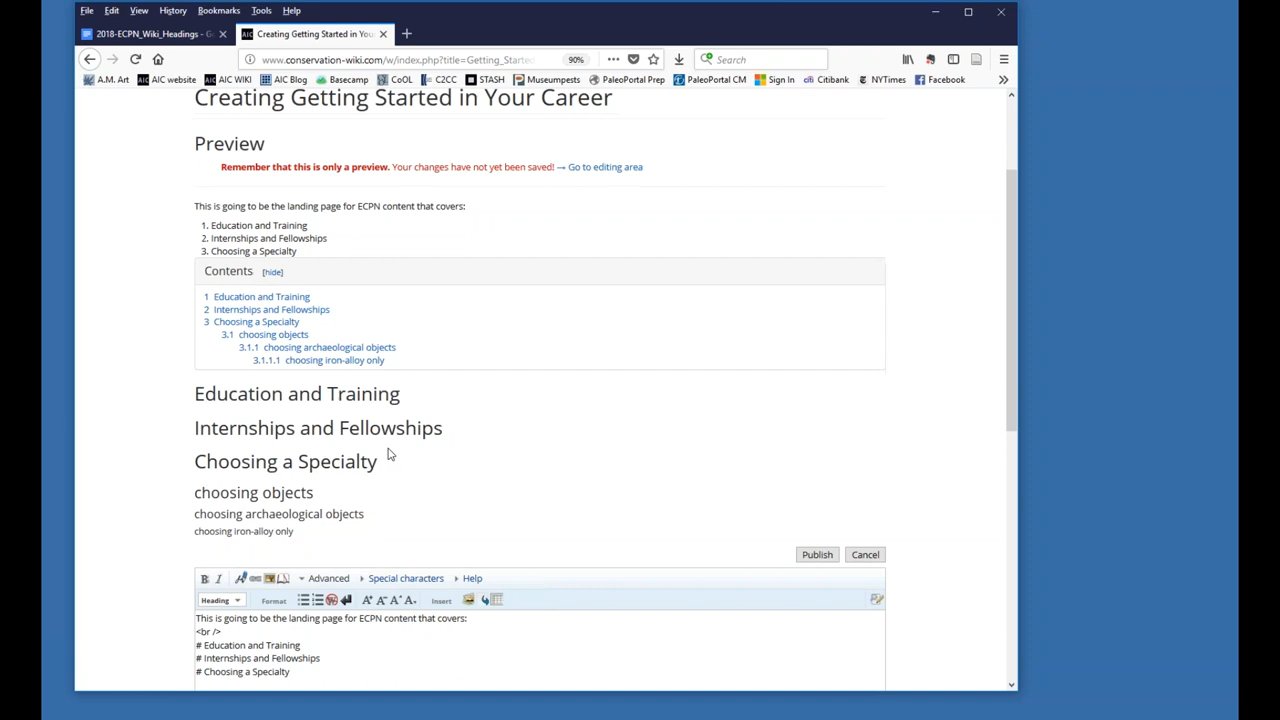 File Edit View History Bookmarks Tools Help
2018-ECPN_Wiki_Headings - G
AIC Creating Getting Started in You
www.conservation-wiki.com/w/index.php?title=Getting_Starte
90%
Search
A.M. Art AIC AIC website AIC AIC WIKI AIC Blog Basecamp CoOL C2CC STASH Museumpests PaleoPortal Prep PaleoPortal CM Sign In citi Citibank NYTimes Facebook
Creating Getting Started in Your Career
Preview
Remember that this is only a preview. Your changes have not yet been saved! → Go to editing area
This is going to be the landing page for ECPN content that covers:
1. Education and Training
2. Internships and Fellowships
3. Choosing a Specialty
Contents [hide]
1 Education and Training
2 Internships and Fellowships
3 Choosing a Specialty
3.1 choosing objects
3.1.1 choosing archaeological objects
3.1.1.1 choosing iron-alloy only
Education and Training
Internships and Fellowships
Choosing a Specialty
choosing objects
choosing archaeological objects
choosing iron-alloy only
Publish Cancel
B I Advanced Special characters Help
Heading Format Insert
This is going to be the landing page for ECPN content that covers:
<br />
# Education and Training
# Internships and Fellowships
# Choosing a Specialty